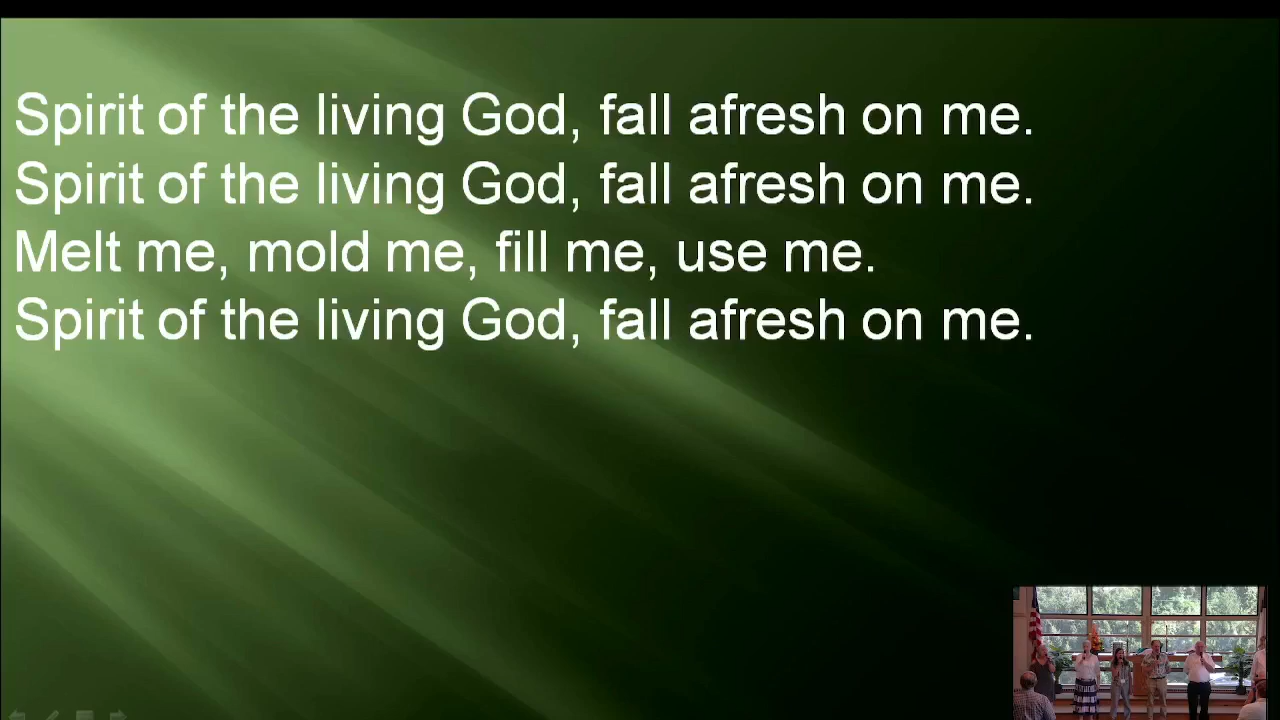 Spirit of the living God, fall afresh on me.
Spirit of the living God, fall afresh on me.
Melt me, mold me, fill me, use me.
Spirit of the living God, fall afresh on me.